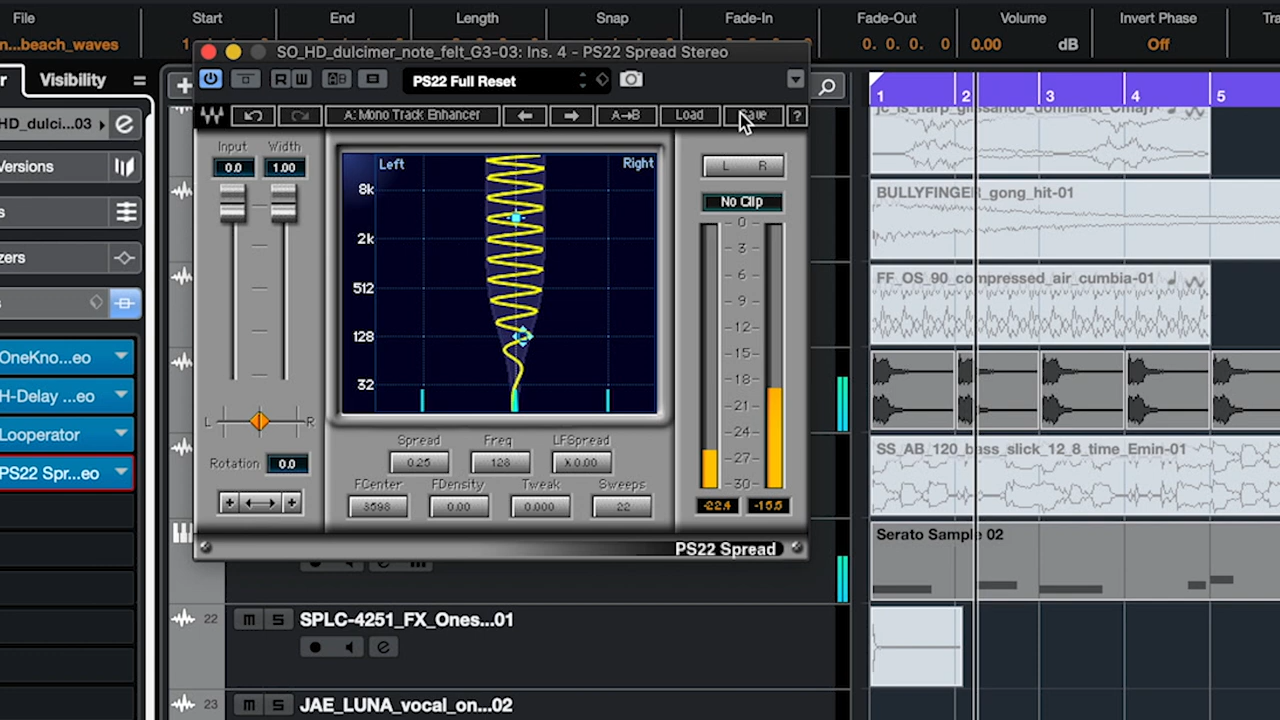 File Start End Length Snap Fade-In Fade-Out Volume Invert Phase
n...beach_waves 0. 0. 0. 0 0.00 dB Off
SO_HD_dulcimer_note_felt_G3-03: Ins. 4 - PS22 Spread Stereo
Visibility
R W PS22 Full Reset
A: Mono Track Enhancer A→B Load ?
HD_dulci...03
Versions
zers
OneKno...eo
H-Delay ...eo
Looperator
PS22 Spr...eo
Input Width
0.0 1.00
L R
Rotation 0.0
Left Right
8k
2k
512
128
32
Spread Freq LFSpread
0.25 128 X 0.00
FCenter FDensity Tweak Sweeps
3598 0.00 0.000 22
L R
No Clip
0
3
6
9
12
15
18
21
24
27
30
-22.4 -16.6
PS22 Spread
22 M S SPLC-4251_FX_Ones...01
23 M S JAE_LUNA_vocal_on...02
1 2 3 4 5
BULLYFINGER_gong_hit-01
FF_OS_90_compressed_air_cumbia-01
SS_AB_120_bass_slick_12_8_time_Emin-01
Serato Sample 02